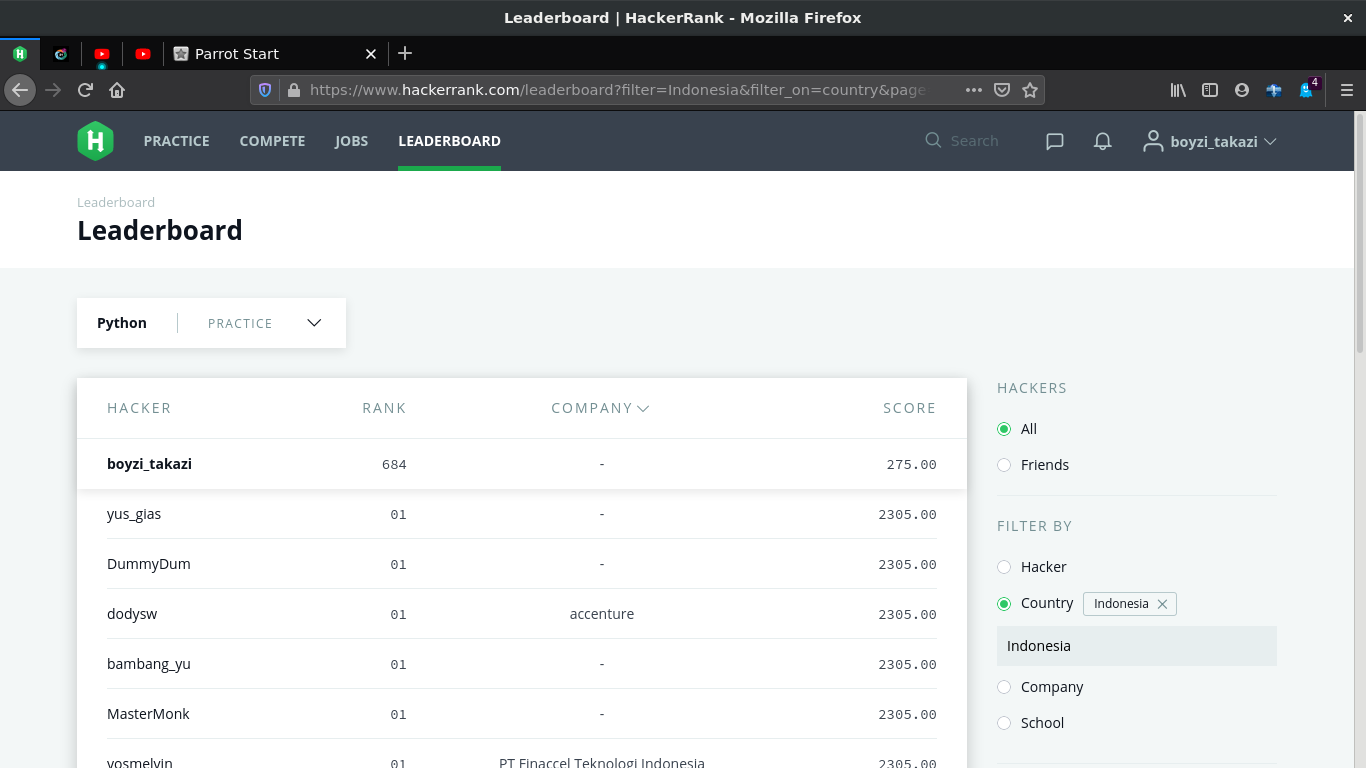 Leaderboard | HackerRank - Mozilla Firefox
Parrot Start
https://www.hackerrank.com/leaderboard?filter=Indonesia&filter_on=country&page
4
PRACTICE COMPETE JOBS LEADERBOARD Search boyzi_takazi
Leaderboard
Leaderboard
Python PRACTICE
HACKER RANK COMPANY SCORE
boyzi_takazi 684 - 275.00
yus_gias 01 - 2305.00
DummyDum 01 - 2305.00
dodysw 01 accenture 2305.00
bambang_yu 01 - 2305.00
MasterMonk 01 - 2305.00
yosmelvin 01 PT Finaccel Teknologi Indonesia 2305.00
HACKERS
All
Friends
FILTER BY
Hacker
Country Indonesia
Indonesia
Company
School